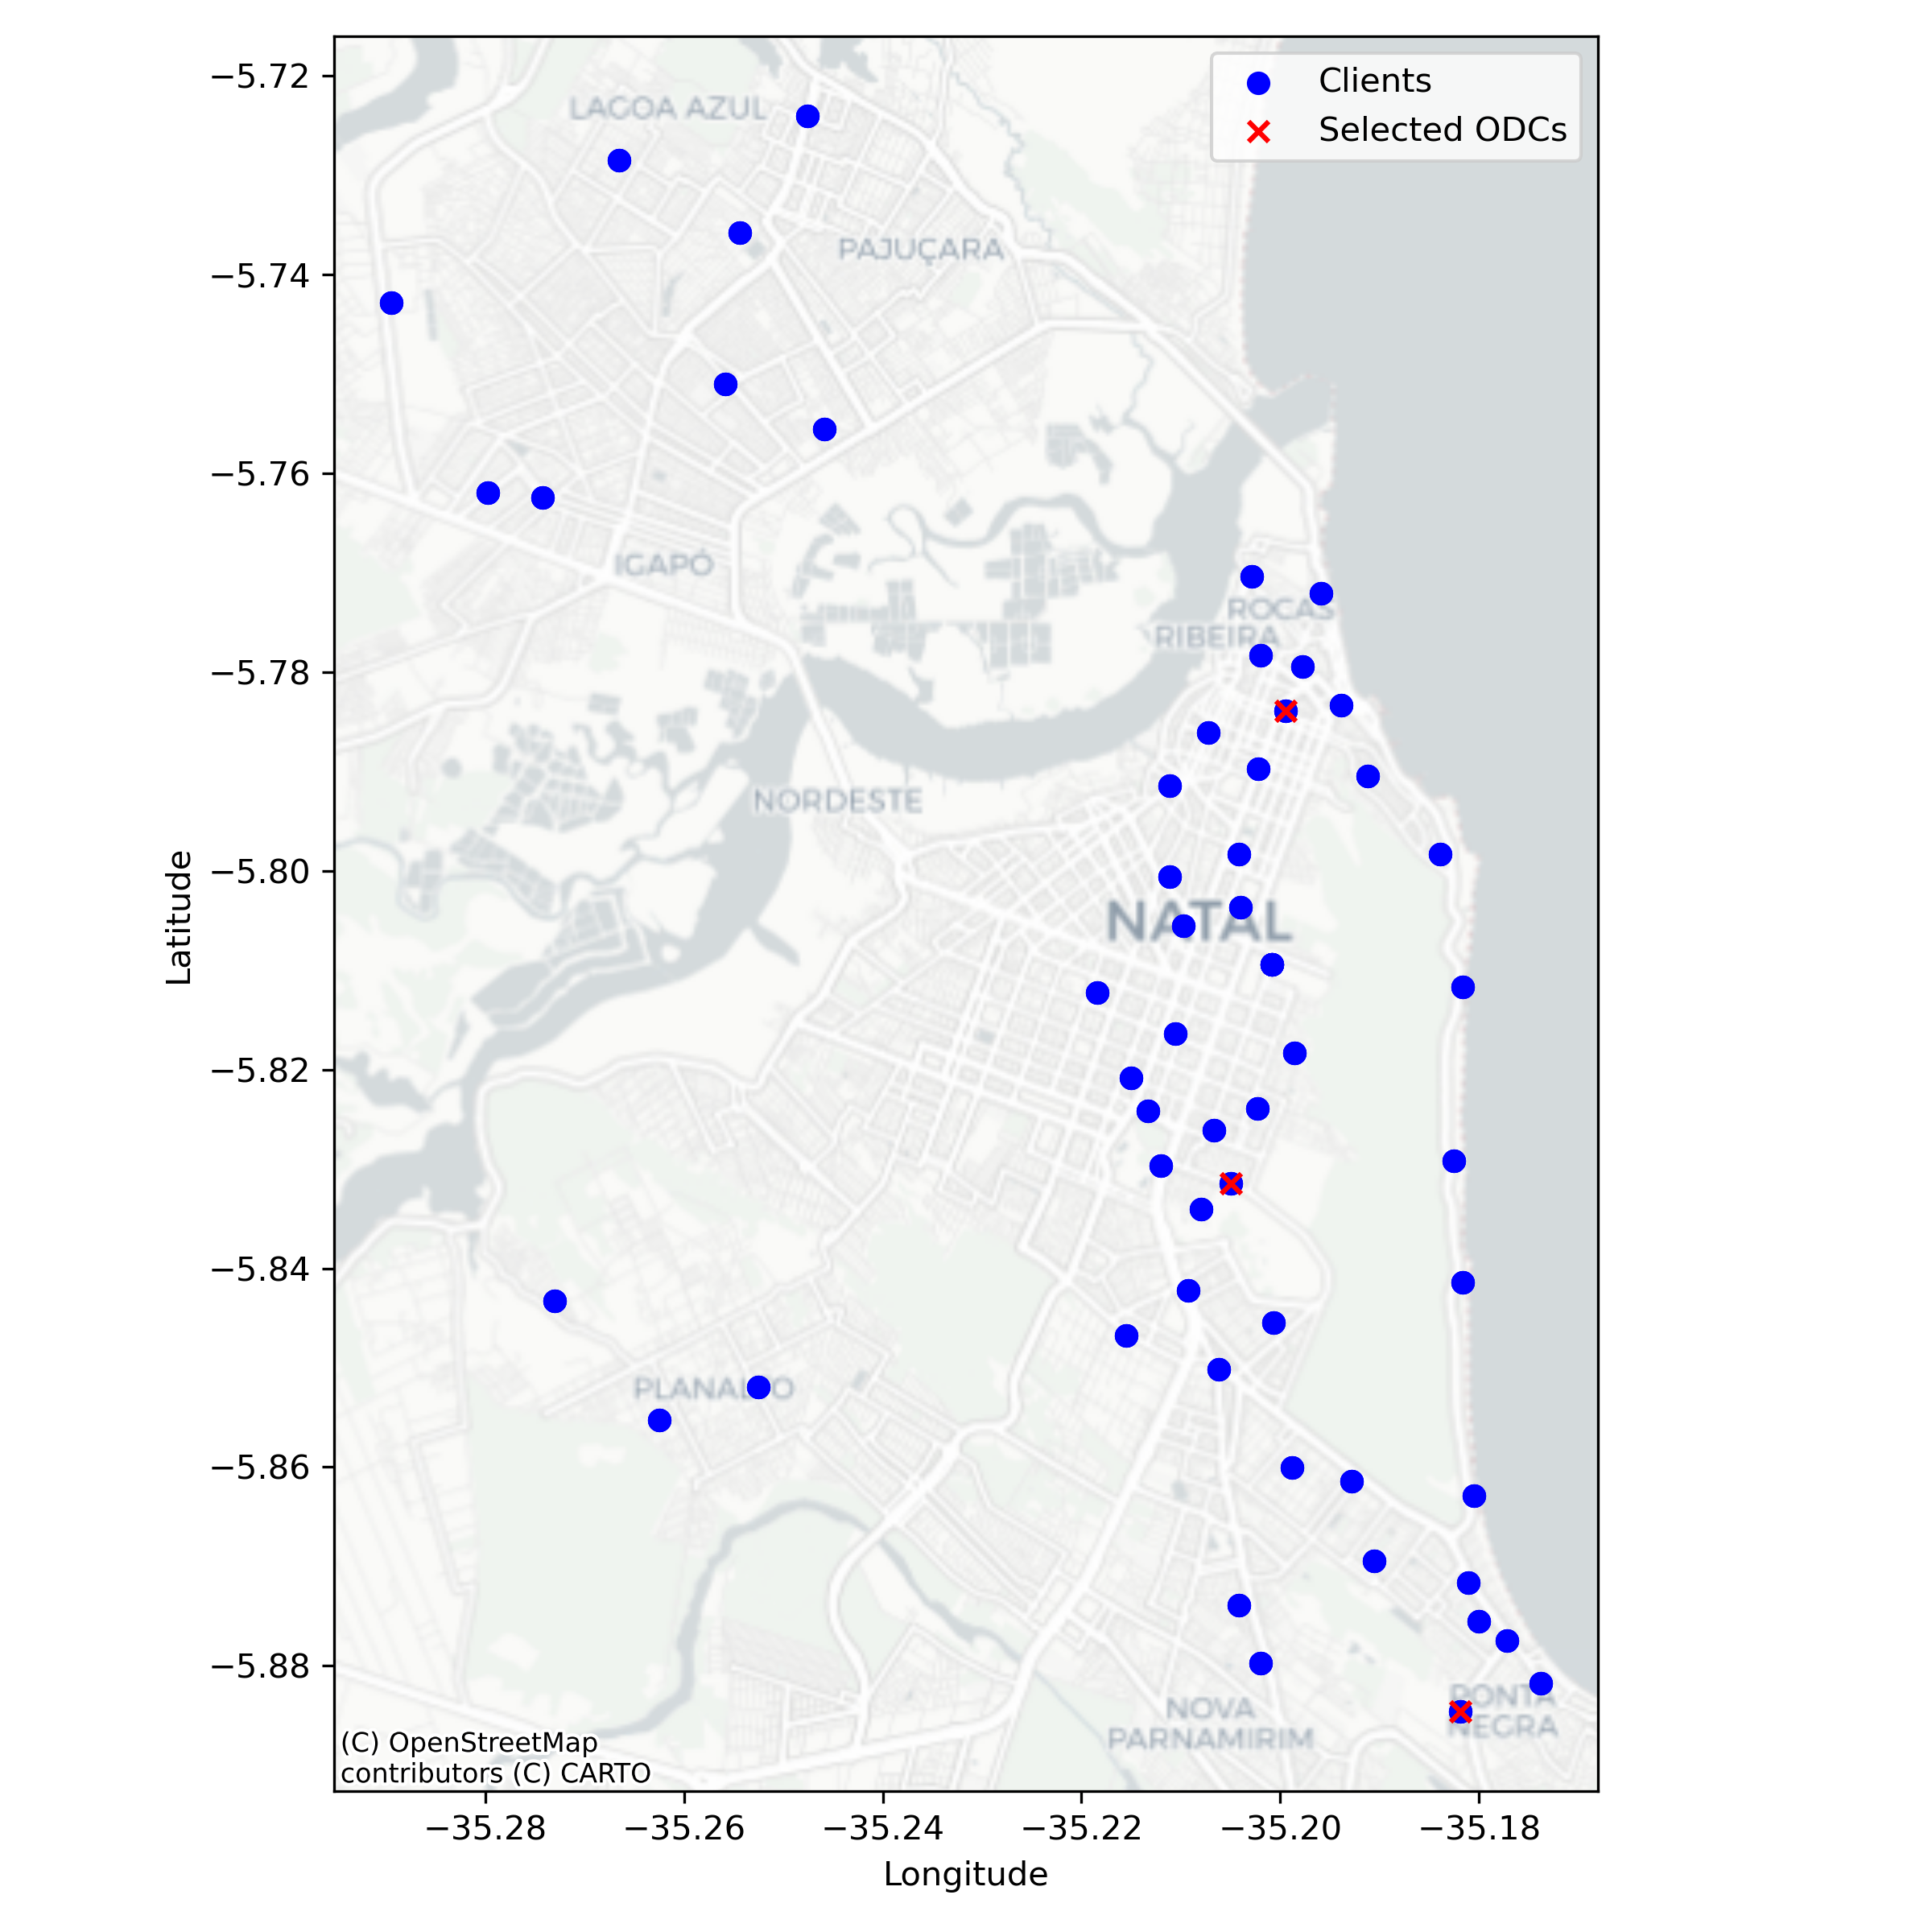 Clients
Selected ODCs
−5.72
−5.74
−5.76
−5.78
−5.80
−5.82
−5.84
−5.86
−5.88
Latitude
LAGOA AZUL
PAJUÇARA
IGAPÓ
ROCAS
RIBEIRA
NORDESTE
NATAL
PLANALTO
NOVA
PARNAMIRIM
PONTA
NEGRA
(C) OpenStreetMap
contributors (C) CARTO
−35.28
−35.26
−35.24
−35.22
−35.20
−35.18
Longitude